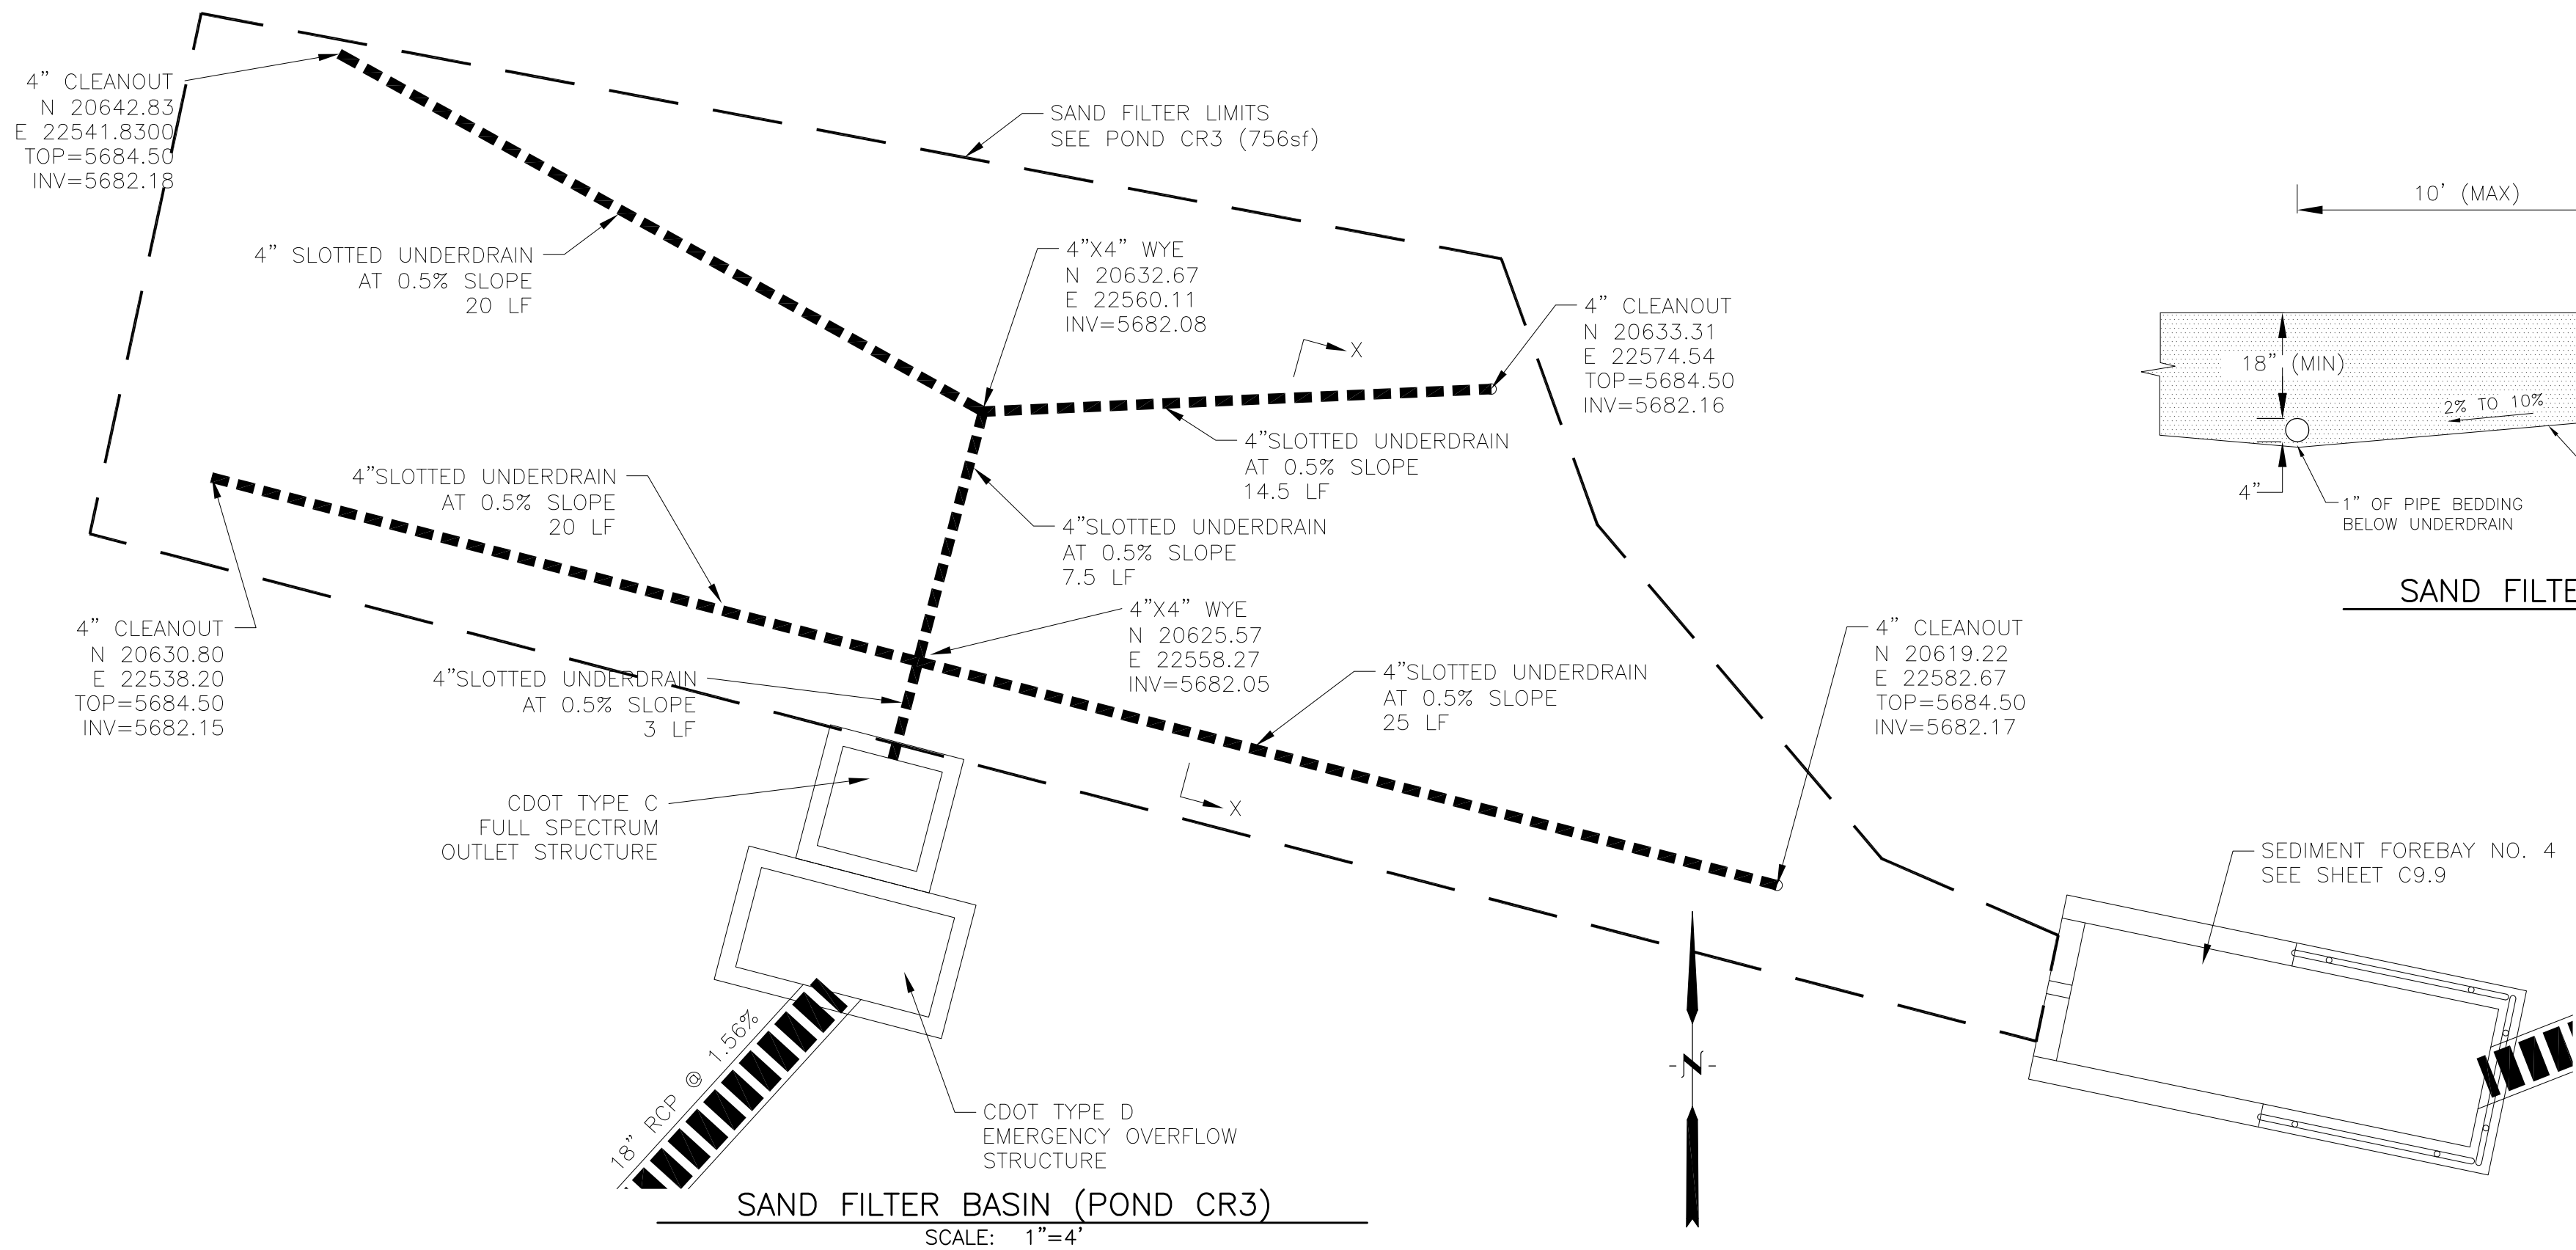 4" CLEANOUT
N 20642.83
E 22541.8300
TOP=5684.50
INV=5682.18
SAND FILTER LIMITS
SEE POND CR3 (756sf)
10' (MAX)
4" SLOTTED UNDERDRAIN
AT 0.5% SLOPE
20 LF
4"X4" WYE
N 20632.67
E 22560.11
INV=5682.08
X
4" CLEANOUT
N 20633.31
E 22574.54
TOP=5684.50
INV=5682.16
18" (MIN)
2% TO 10%
4"
1" OF PIPE BEDDING
BELOW UNDERDRAIN
SAND FILTE
4"SLOTTED UNDERDRAIN
AT 0.5% SLOPE
14.5 LF
4"SLOTTED UNDERDRAIN
AT 0.5% SLOPE
20 LF
4"SLOTTED UNDERDRAIN
AT 0.5% SLOPE
7.5 LF
4" CLEANOUT
N 20630.80
E 22538.20
TOP=5684.50
INV=5682.15
4"X4" WYE
N 20625.57
E 22558.27
INV=5682.05
4"SLOTTED UNDERDRAIN
AT 0.5% SLOPE
3 LF
4"SLOTTED UNDERDRAIN
AT 0.5% SLOPE
25 LF
4" CLEANOUT
N 20619.22
E 22582.67
TOP=5684.50
INV=5682.17
X
CDOT TYPE C
FULL SPECTRUM
OUTLET STRUCTURE
SEDIMENT FOREBAY NO. 4
SEE SHEET C9.9
18" RCP @ 1.56%
N
CDOT TYPE D
EMERGENCY OVERFLOW
STRUCTURE
SAND FILTER BASIN (POND CR3)
SCALE: 1"=4'